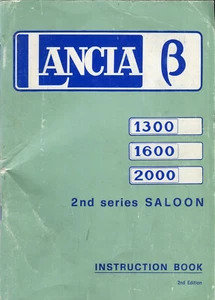 LANCIA β
1300
1600
2000
2nd series SALOON
INSTRUCTION BOOK
2nd Edition